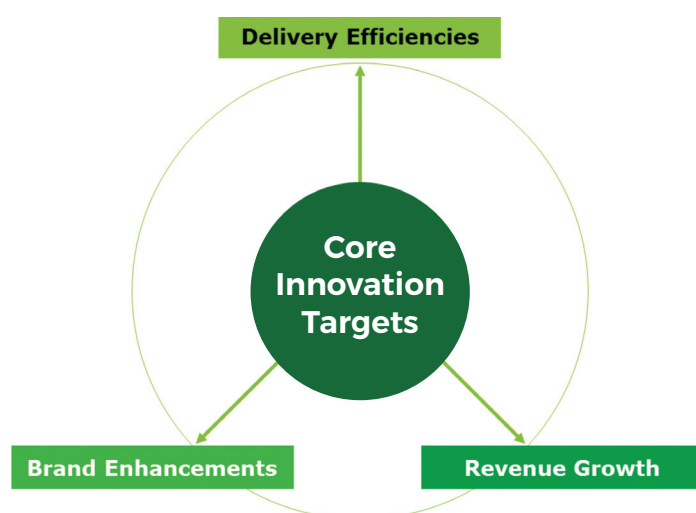 Delivery Efficiencies
Core
Innovation
Targets
Brand Enhancements
Revenue Growth